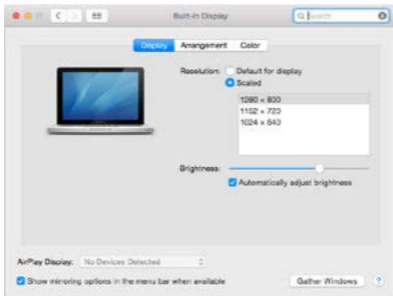 Built-in Display
Search
Display Arrangement Color
Resolution: Default for display
Scaled
1280 × 800
1152 × 720
1024 × 640
Brightness:
Automatically adjust brightness
AirPlay Display: No Devices Detected
Show mirroring options in the menu bar when available
Gather Windows ?